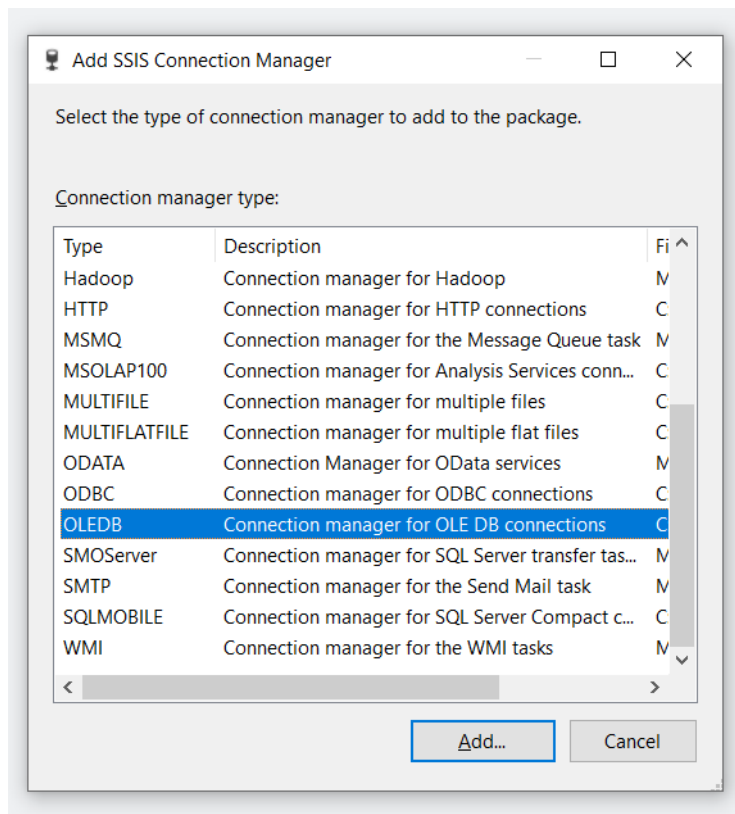 Add SSIS Connection Manager
Select the type of connection manager to add to the package.
Connection manager type:
Type Description Fi
Hadoop Connection manager for Hadoop M
HTTP Connection manager for HTTP connections C
MSMQ Connection manager for the Message Queue task M
MSOLAP100 Connection manager for Analysis Services conn... C
MULTIFILE Connection manager for multiple files C
MULTIFLATFILE Connection manager for multiple flat files C
ODATA Connection Manager for OData services M
ODBC Connection manager for ODBC connections C
OLEDB Connection manager for OLE DB connections C
SMOServer Connection manager for SQL Server transfer tas... M
SMTP Connection manager for the Send Mail task M
SQLMOBILE Connection manager for SQL Server Compact c... C
WMI Connection manager for the WMI tasks M
Add... Cancel